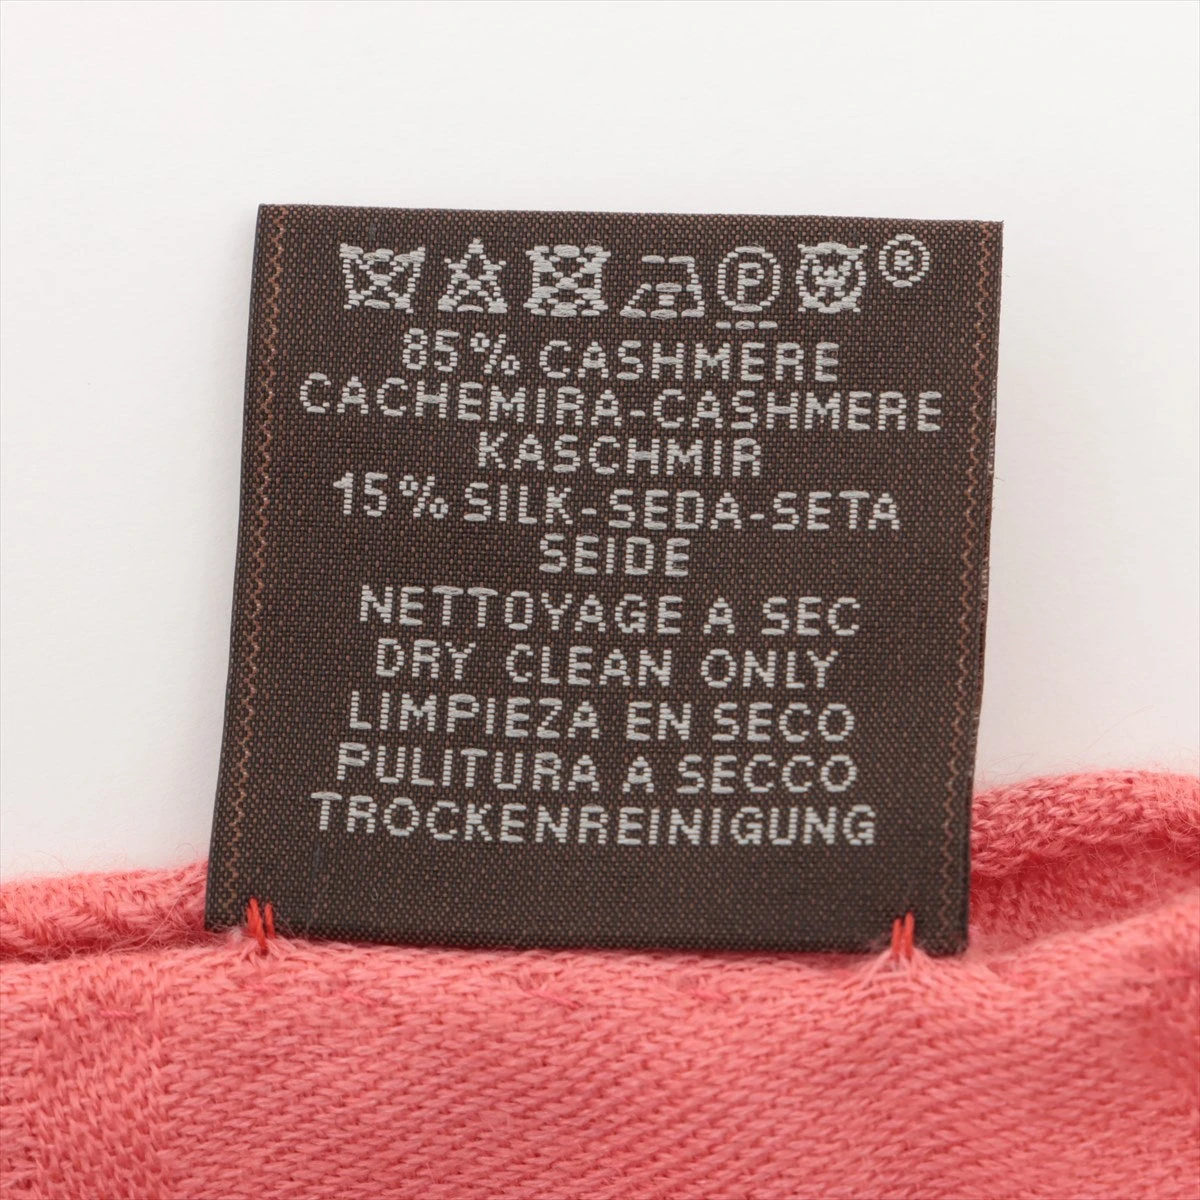 P ®
85% CASHMERE
CACHEMIRA-CASHMERE
KASCHMIR
15% SILK-SEDA-SETA
SEIDE
NETTOYAGE A SEC
DRY CLEAN ONLY
LIMPIEZA EN SECO
PULITURA A SECCO
TROCKENREINIGUNG